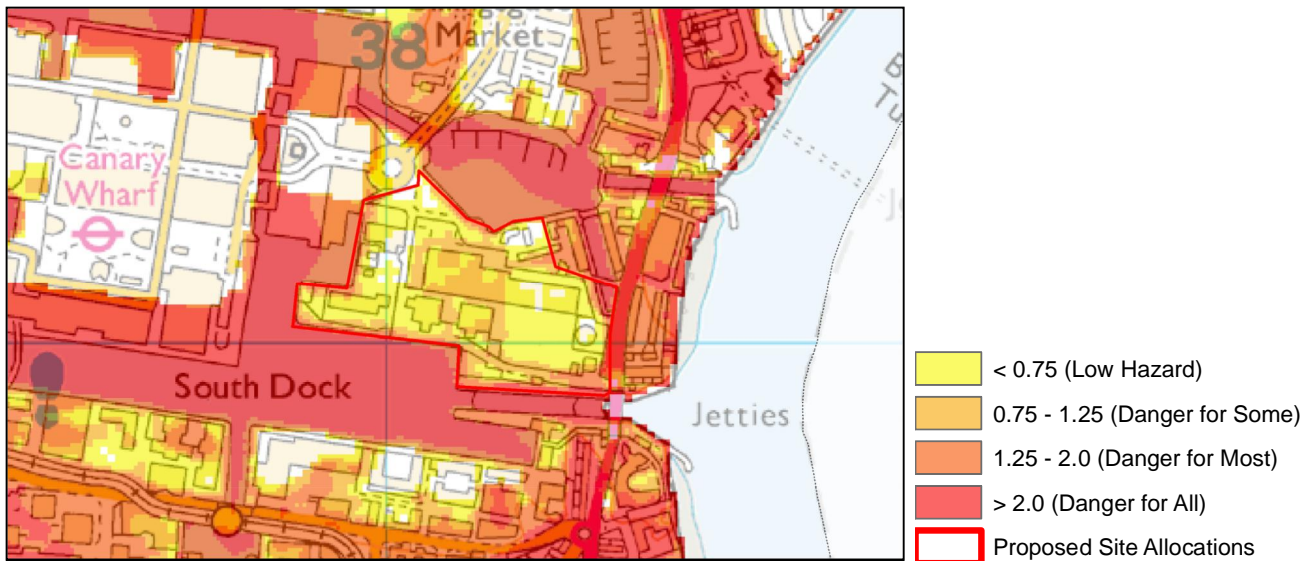 38
Market
Canary
Wharf
South Dock
Jetties
< 0.75 (Low Hazard)
0.75 - 1.25 (Danger for Some)
1.25 - 2.0 (Danger for Most)
> 2.0 (Danger for All)
Proposed Site Allocations